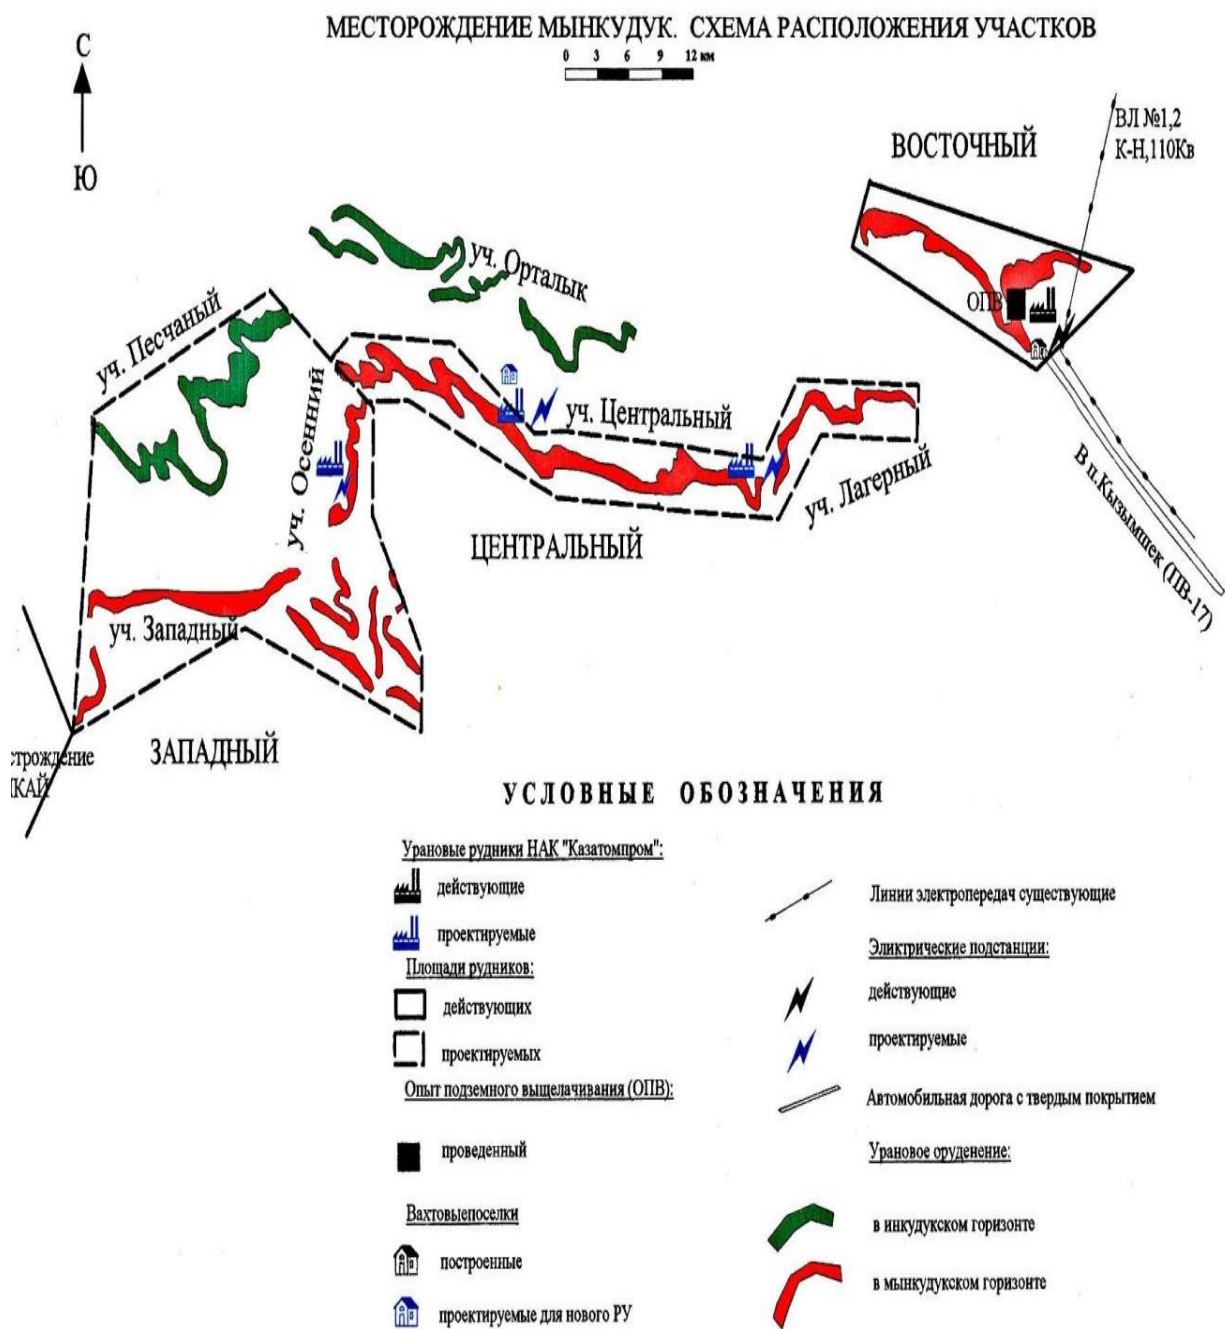 МЕСТОРОЖДЕНИЕ МЫНКУДУК. СХЕМА РАСПОЛОЖЕНИЯ УЧАСТКОВ
0 3 6 9 12 км
С
Ю
ВЛ №1,2
К-Н,110Кв
ВОСТОЧНЫЙ
ОПВ
уч. Орталык
уч. Песчаный
уч. Осенний
уч. Центральный
уч. Лагерный
ЦЕНТРАЛЬНЫЙ
В п.Кызымшек (ПВ-17)
уч. Западный
ЗАПАДНЫЙ
строждение
КАЙ
УСЛОВНЫЕ ОБОЗНАЧЕНИЯ
Урановые рудники НАК "Казатомпром":
действующие
проектируемые
Площади рудников:
действующих
проектируемых
Опыт подземного выщелачивания (ОПВ):
проведенный
Вахтовыепоселки
построенные
проектируемые для нового РУ
Линии электропередач существующие
Эликтрические подстанции:
действующие
проектируемые
Автомобильная дорога с твердым покрытием
Урановое оруденение:
в инкудукском горизонте
в мынкудукском горизонте